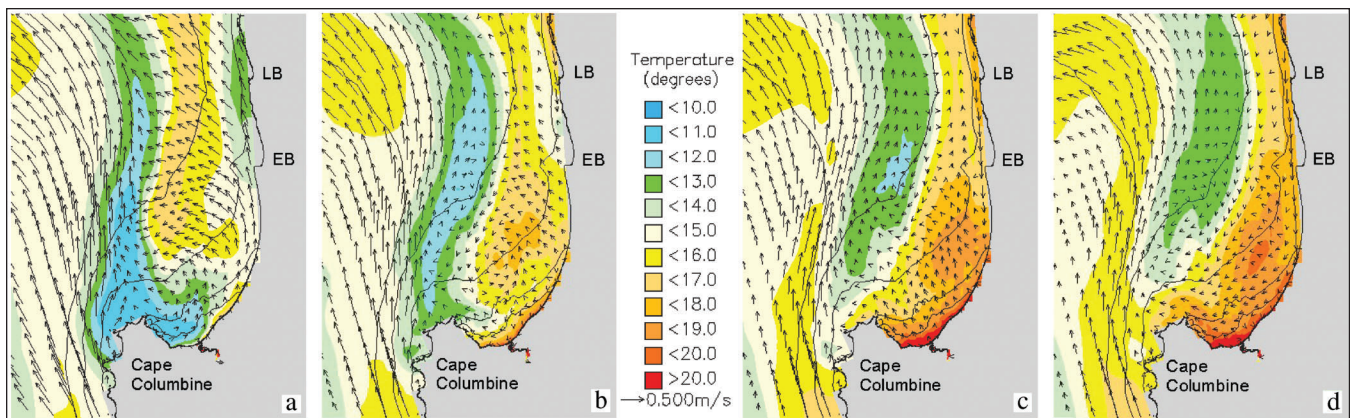 LB
EB
Cape
Columbine
a
LB
EB
Cape
Columbine
b
Temperature
(degrees)
<10.0
<11.0
<12.0
<13.0
<14.0
<15.0
<16.0
<17.0
<18.0
<19.0
<20.0
>20.0
0.500m/s
LB
EB
Cape
Columbine
c
LB
EB
Cape
Columbine
d